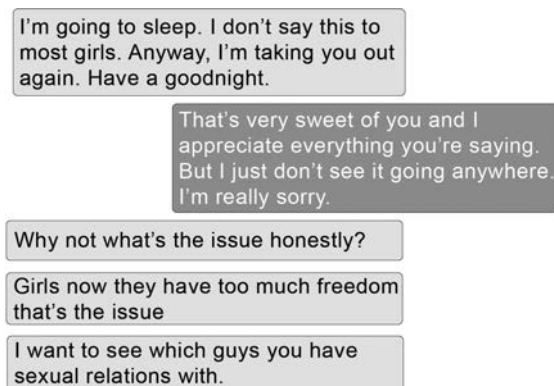 I'm going to sleep. I don't say this to
most girls. Anyway, I'm taking you out
again. Have a goodnight.
That's very sweet of you and I
appreciate everything you're saying.
But I just don't see it going anywhere.
I'm really sorry.
Why not what's the issue honestly?
Girls now they have too much freedom
that's the issue
I want to see which guys you have
sexual relations with.